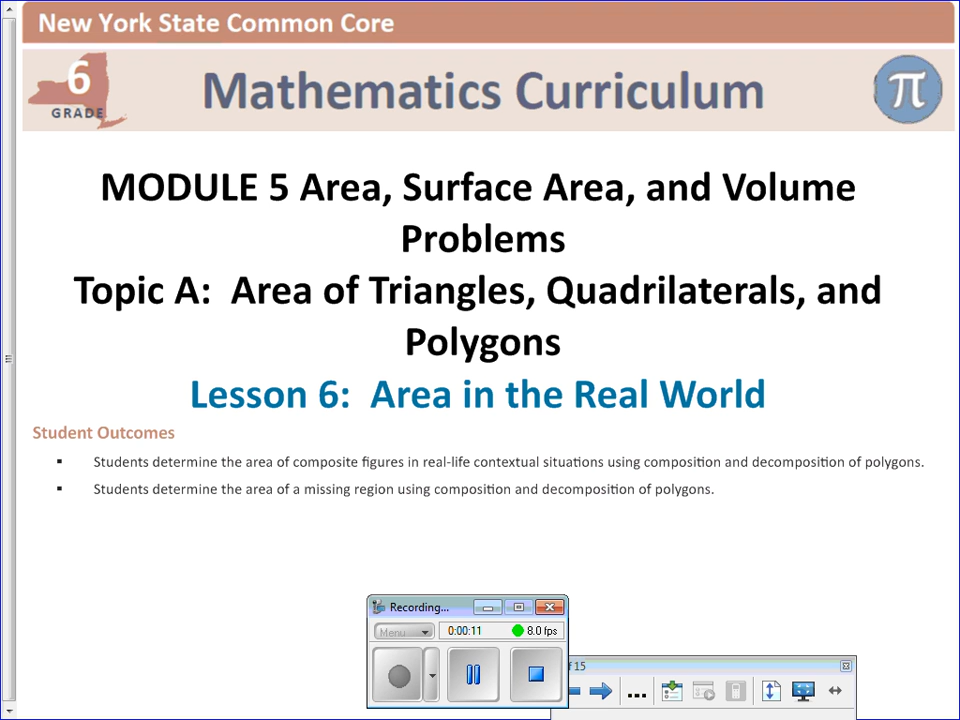 New York State Common Core
6
GRADE
Mathematics Curriculum
π
MODULE 5 Area, Surface Area, and Volume
Problems
Topic A: Area of Triangles, Quadrilaterals, and
Polygons
Lesson 6: Area in the Real World
Student Outcomes
▪ Students determine the area of composite figures in real-life contextual situations using composition and decomposition of polygons.
▪ Students determine the area of a missing region using composition and decomposition of polygons.
Recording...
Menu
0:00:11
8.0 fps
of 15